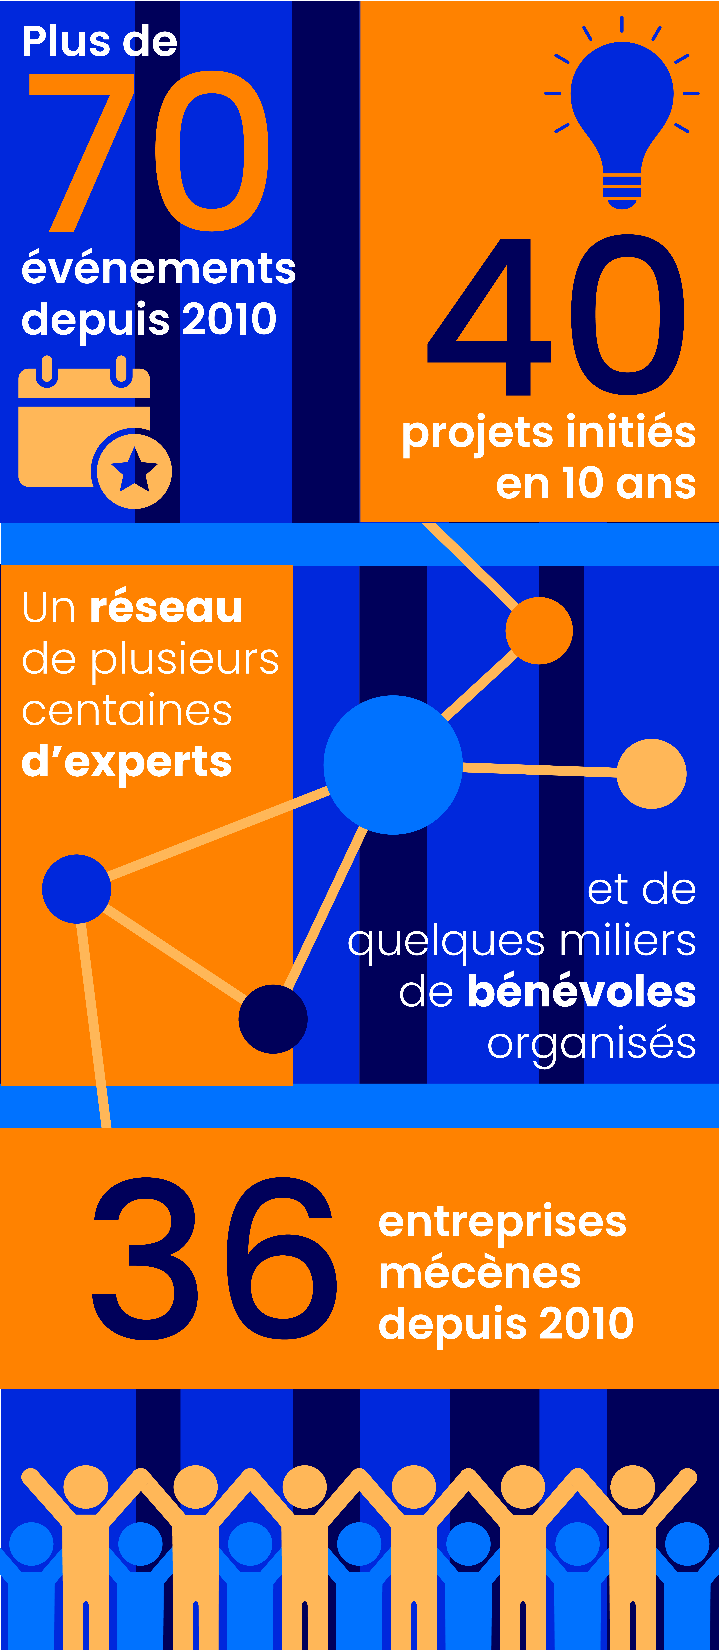 Plus de
70
événements
depuis 2010
40
projets initiés
en 10 ans
Un réseau
de plusieurs
centaines
d’experts
et de
quelques miliers
de bénévoles
organisés
36
entreprises
mécènes
depuis 2010